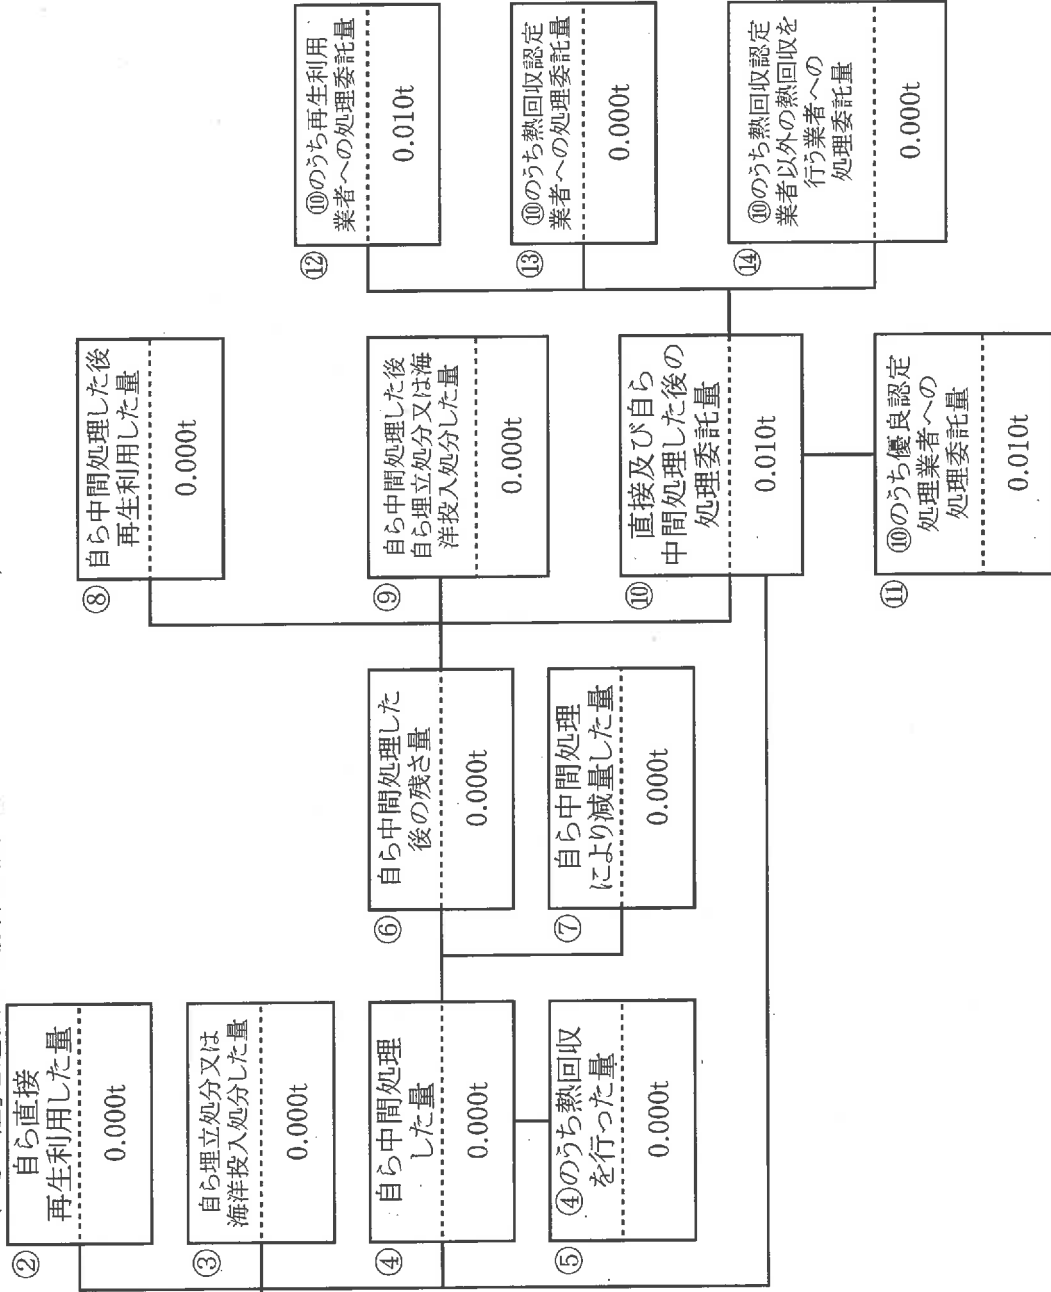 ②
自ら直接
再生利用した量
0.000t
③
自ら埋立処分又は
海洋投入処分した量
0.000t
④
自ら中間処理
した量
0.000t
⑤
④のうち熱回収
を行った量
0.000t
⑥
自ら中間処理した
後の残さ量
0.000t
⑦
自ら中間処理
により減量した量
0.000t
⑧
自ら中間処理した後
再生利用した量
0.000t
⑨
自ら中間処理した後
自ら埋立処分又は海
洋投入処分した量
0.000t
⑩
直接及び自ら
中間処理した後の
処理委託量
0.010t
⑪
⑩のうち優良認定
処理業者への
処理委託量
0.010t
⑫
⑩のうち再生利用
業者への処理委託量
0.010t
⑬
⑩のうち熱回収認定
業者への処理委託量
0.000t
⑭
⑩のうち熱回収認定
業者以外の熱回収を
行う業者への
処理委託量
0.000t